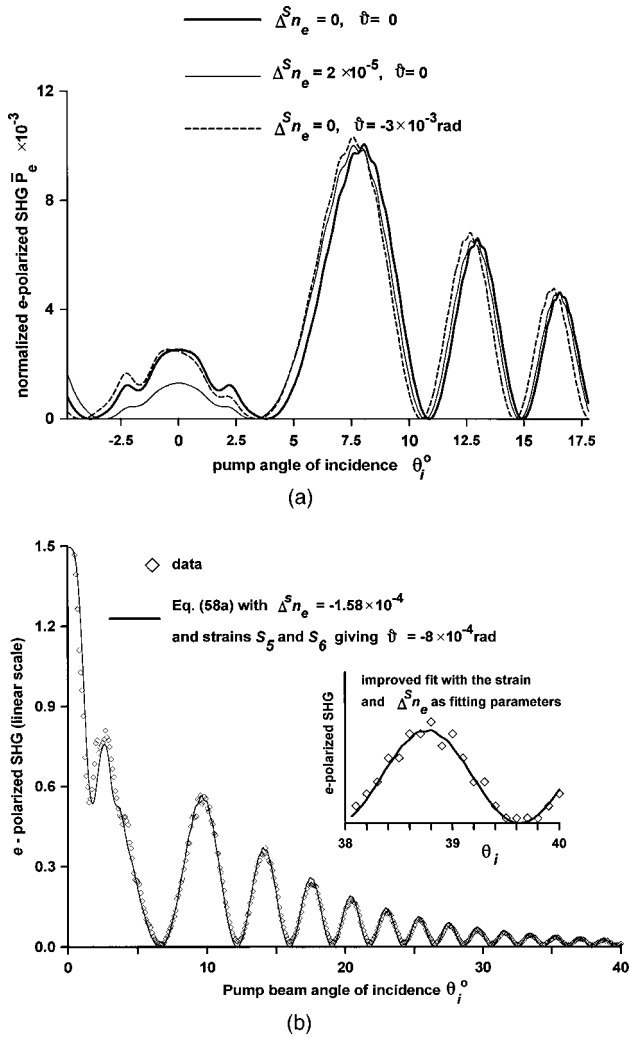 Δ^S n_e = 0, ϑ̂ = 0
Δ^S n_e = 2 ×10^-5, ϑ̂ = 0
Δ^S n_e = 0, ϑ̂ = -3×10^-3 rad
normalized e-polarized SHG P̄_e ×10^-3
12
8
4
0
-2.5 0 2.5 5 7.5 10 12.5 15 17.5
pump angle of incidence θ_i^o
(a)
e - polarized SHG (linear scale)
1.5
1.2
0.9
0.6
0.3
0.0
data
Eq. (58a) with Δ^s n_e = -1.58×10^-4
and strains S_5 and S_6 giving ϑ̂ = -8×10^-4 rad
improved fit with the strain
and Δ^S n_e as fitting parameters
e-polarized SHG
38 39 40
θ_i
0 10 20 30 40
Pump beam angle of incidence θ_i^o
(b)